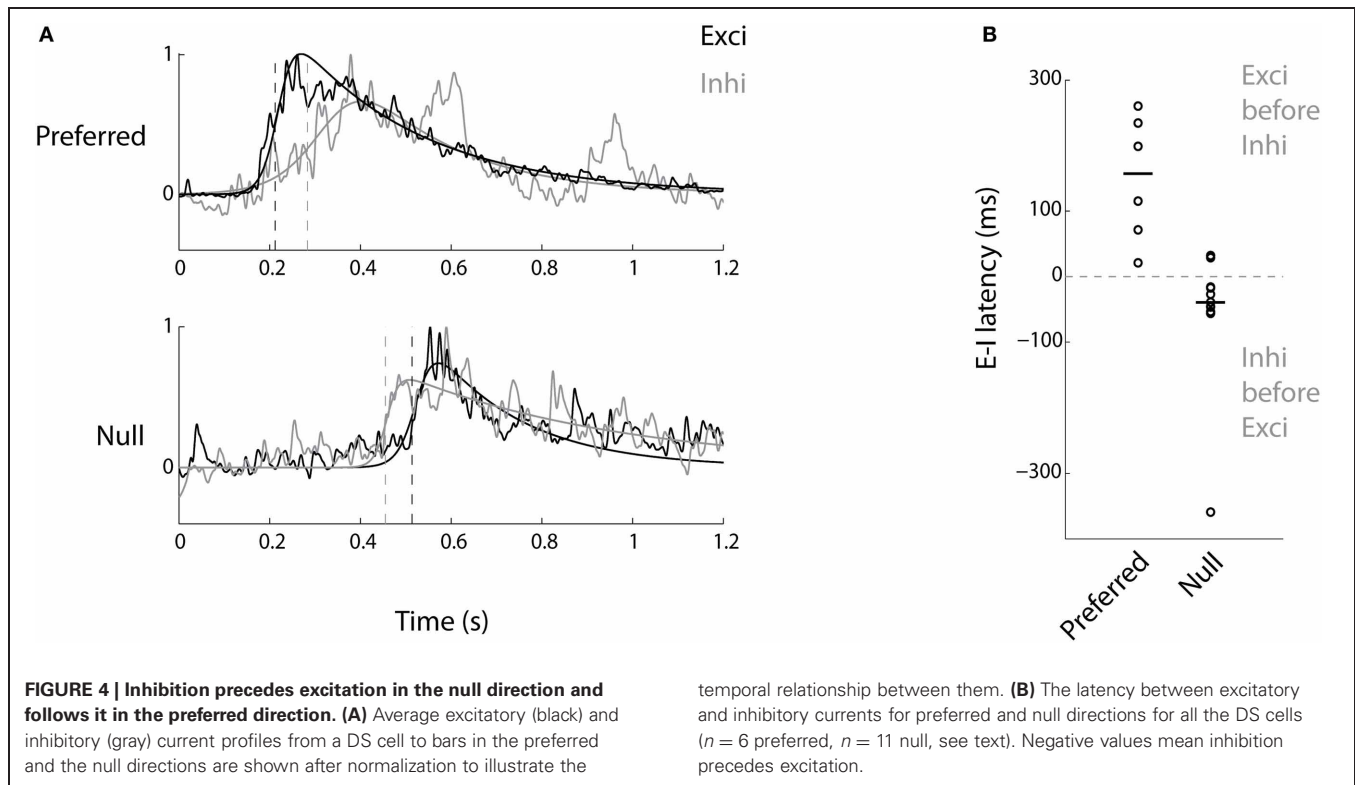 A
Exci
Inhi
Preferred
1
0
0 0.2 0.4 0.6 0.8 1 1.2
Null
1
0
0 0.2 0.4 0.6 0.8 1 1.2
Time (s)
B
E-I latency (ms)
300
100
0
−100
−300
Exci
before
Inhi
Inhi
before
Exci
Preferred
Null
FIGURE 4 | Inhibition precedes excitation in the null direction and
follows it in the preferred direction. (A) Average excitatory (black) and
inhibitory (gray) current profiles from a DS cell to bars in the preferred
and the null directions are shown after normalization to illustrate the
temporal relationship between them. (B) The latency between excitatory
and inhibitory currents for preferred and null directions for all the DS cells
(n = 6 preferred, n = 11 null, see text). Negative values mean inhibition
precedes excitation.